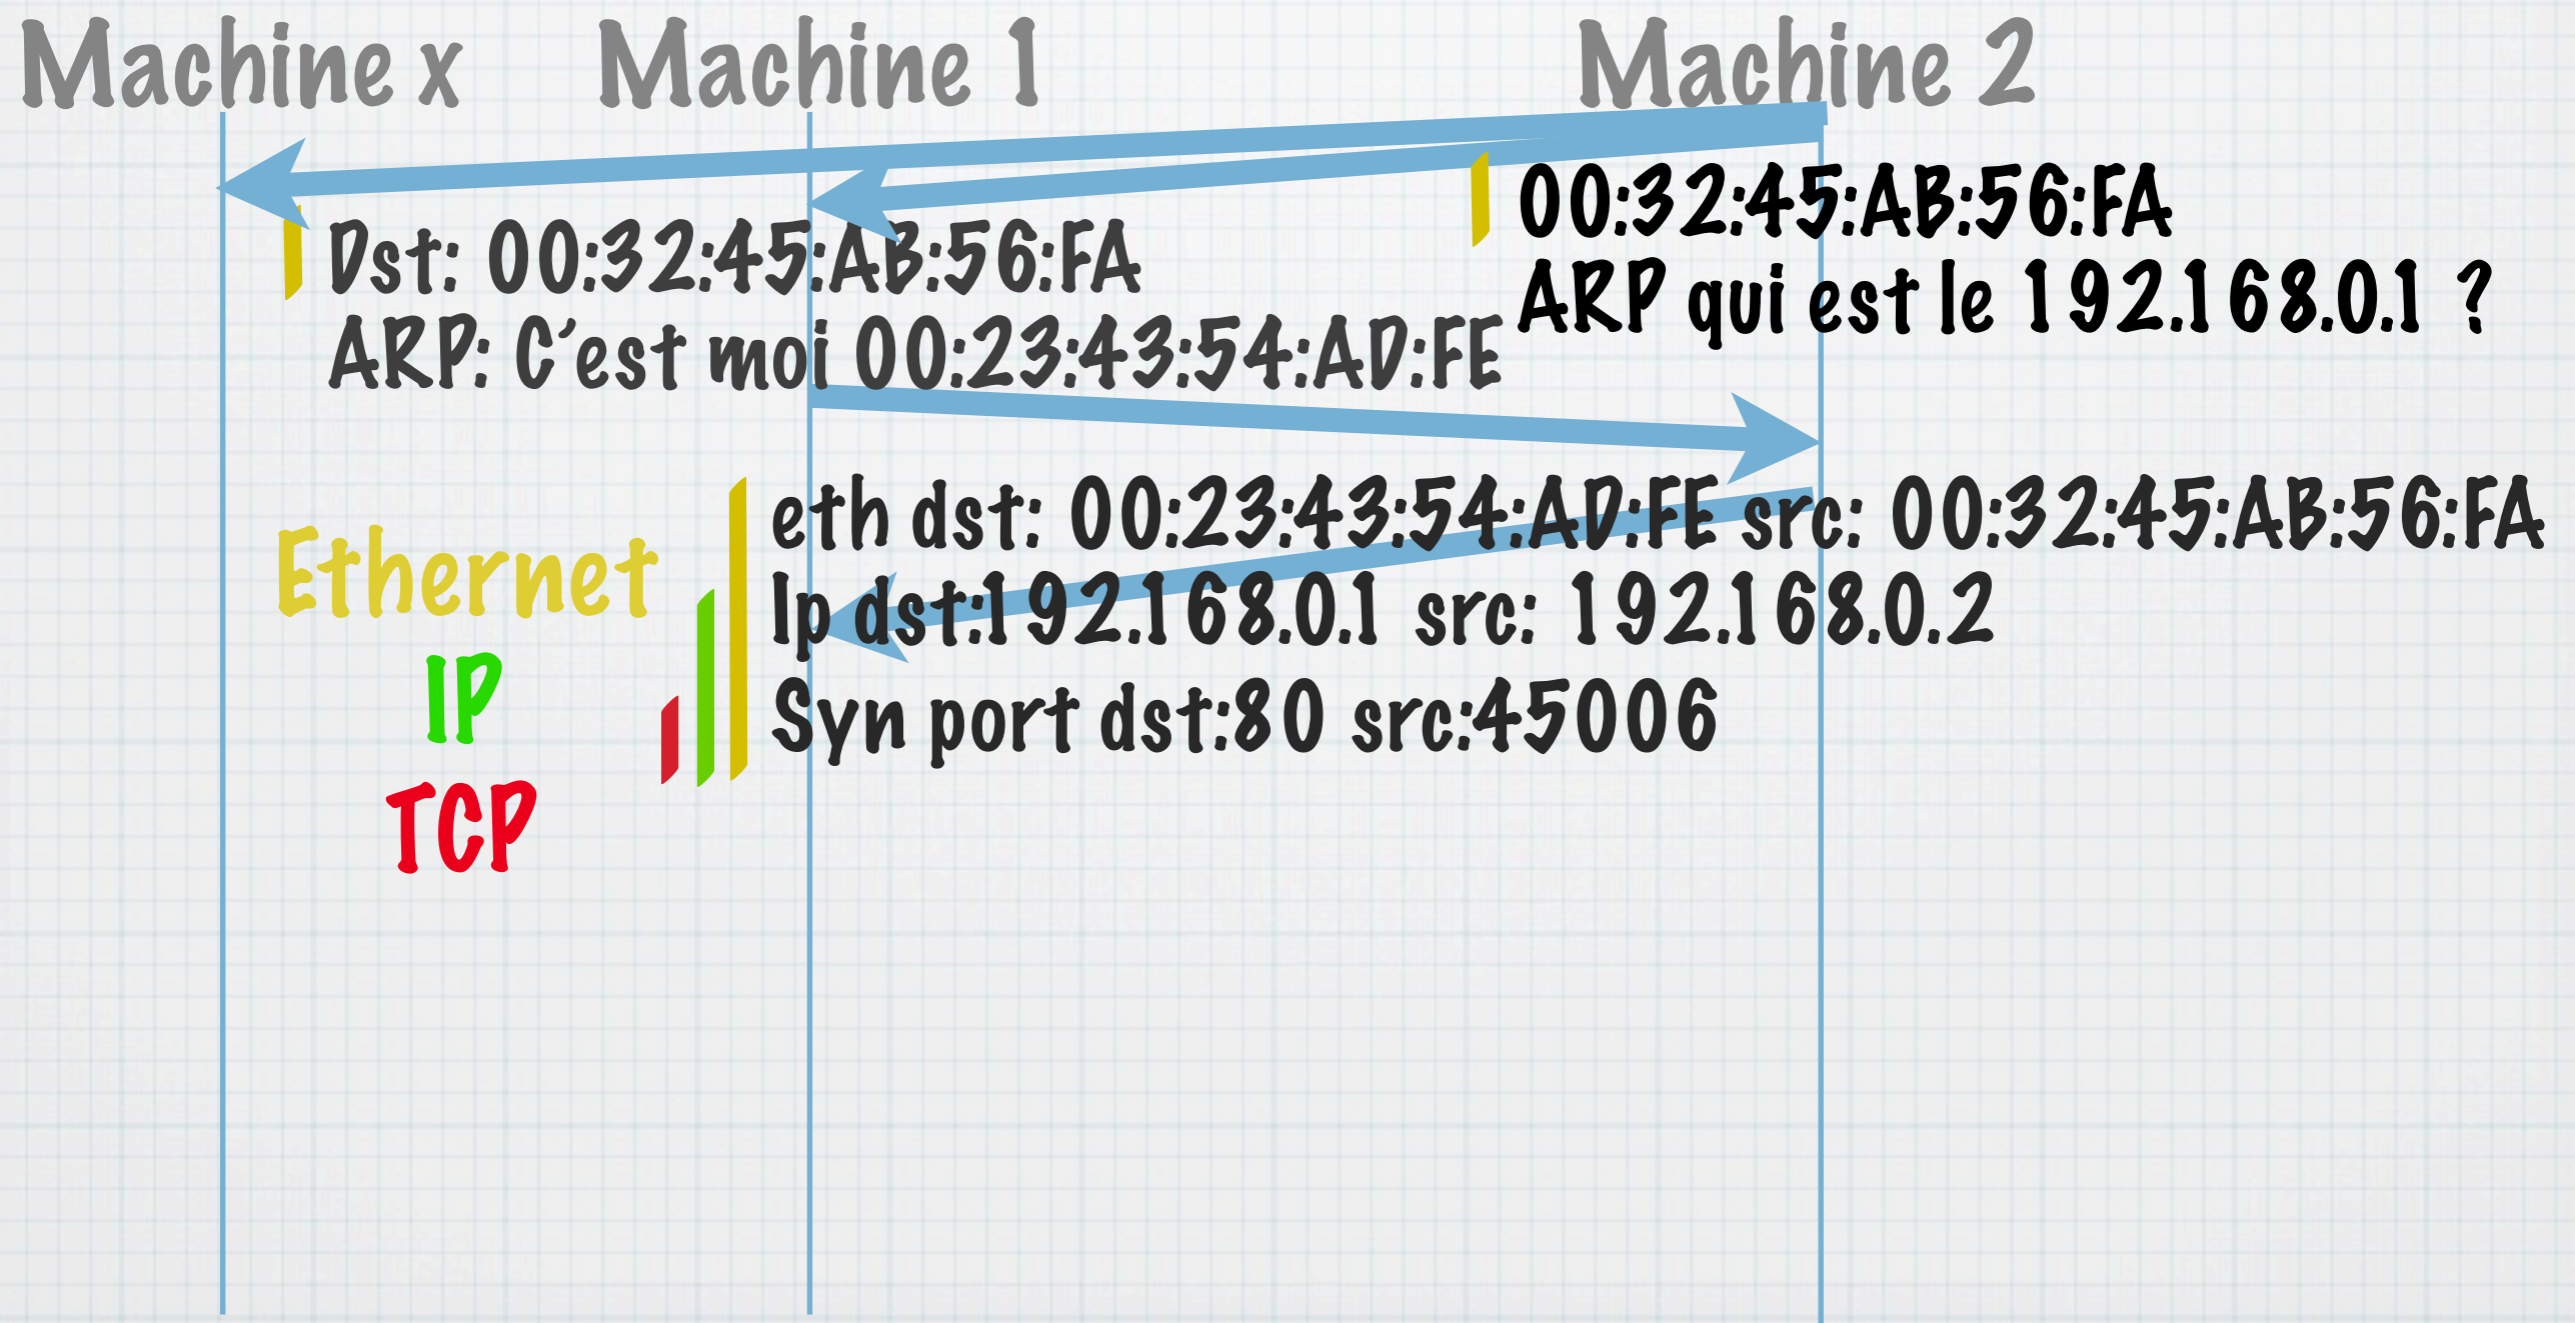 Machine x
Machine 1
Machine 2
00:32:45:AB:56:FA
ARP qui est le 192.168.0.1 ?
Dst: 00:32:45:AB:56:FA
ARP: C’est moi 00:23:43:54:AD:FE
eth dst: 00:23:43:54:AD:FE src: 00:32:45:AB:56:FA
Ip dst:192.168.0.1 src: 192.168.0.2
Syn port dst:80 src:45006
Ethernet
IP
TCP